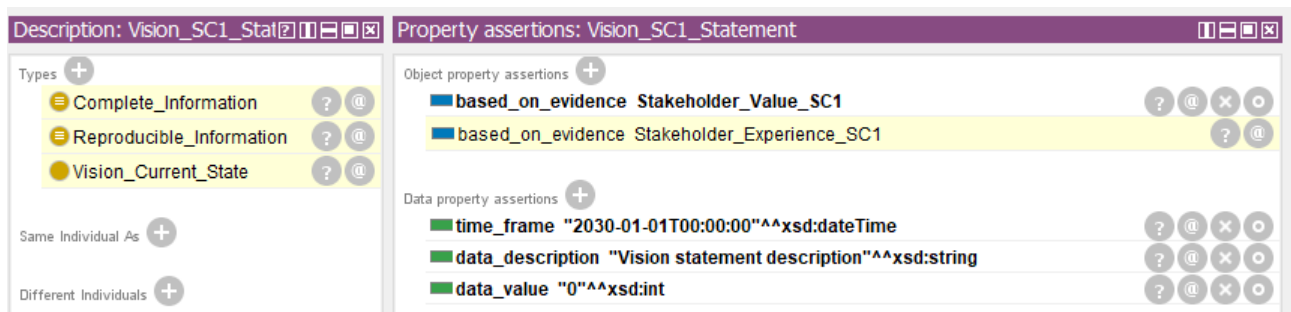 Description: Vision_SC1_Stat
Types
Complete_Information
Reproducible_Information
Vision_Current_State
Same Individual As
Different Individuals
Property assertions: Vision_SC1_Statement
Object property assertions
based_on_evidence Stakeholder_Value_SC1
based_on_evidence Stakeholder_Experience_SC1
Data property assertions
time_frame "2030-01-01T00:00:00"^^xsd:dateTime
data_description "Vision statement description"^^xsd:string
data_value "0"^^xsd:int